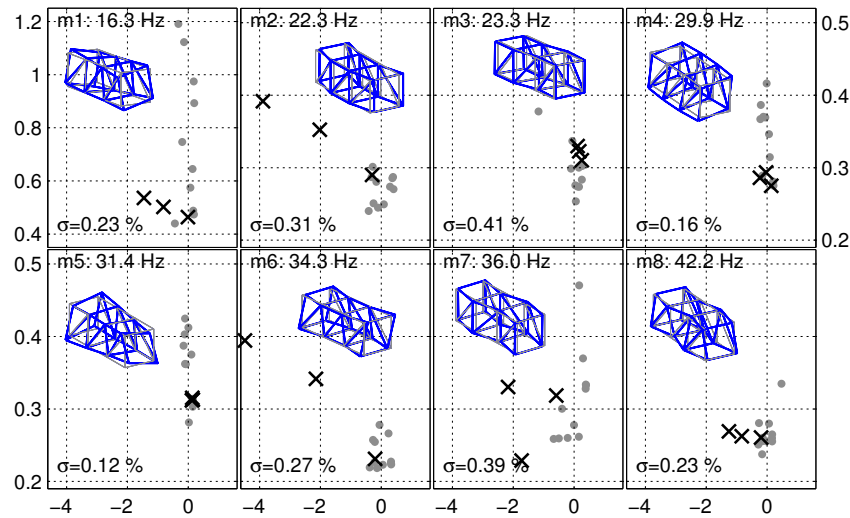 1.2
m1: 16.3 Hz
m2: 22.3 Hz
m3: 23.3 Hz
m4: 29.9 Hz
0.5
1
0.4
0.8
0.3
0.6
σ=0.23 %
σ=0.31 %
σ=0.41 %
σ=0.16 %
0.4
0.2
0.5
m5: 31.4 Hz
m6: 34.3 Hz
m7: 36.0 Hz
m8: 42.2 Hz
0.4
0.3
σ=0.12 %
σ=0.27 %
σ=0.39 %
σ=0.23 %
0.2
−4 −2 0 −4 −2 0 −4 −2 0 −4 −2 0